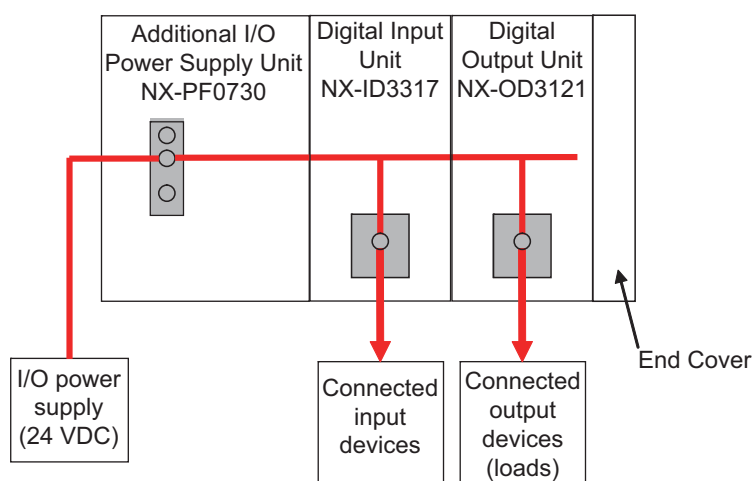 Additional I/O
Power Supply Unit
NX-PF0730
Digital Input
Unit
NX-ID3317
Digital
Output Unit
NX-OD3121
End Cover
I/O power
supply
(24 VDC)
Connected
input
devices
Connected
output
devices
(loads)